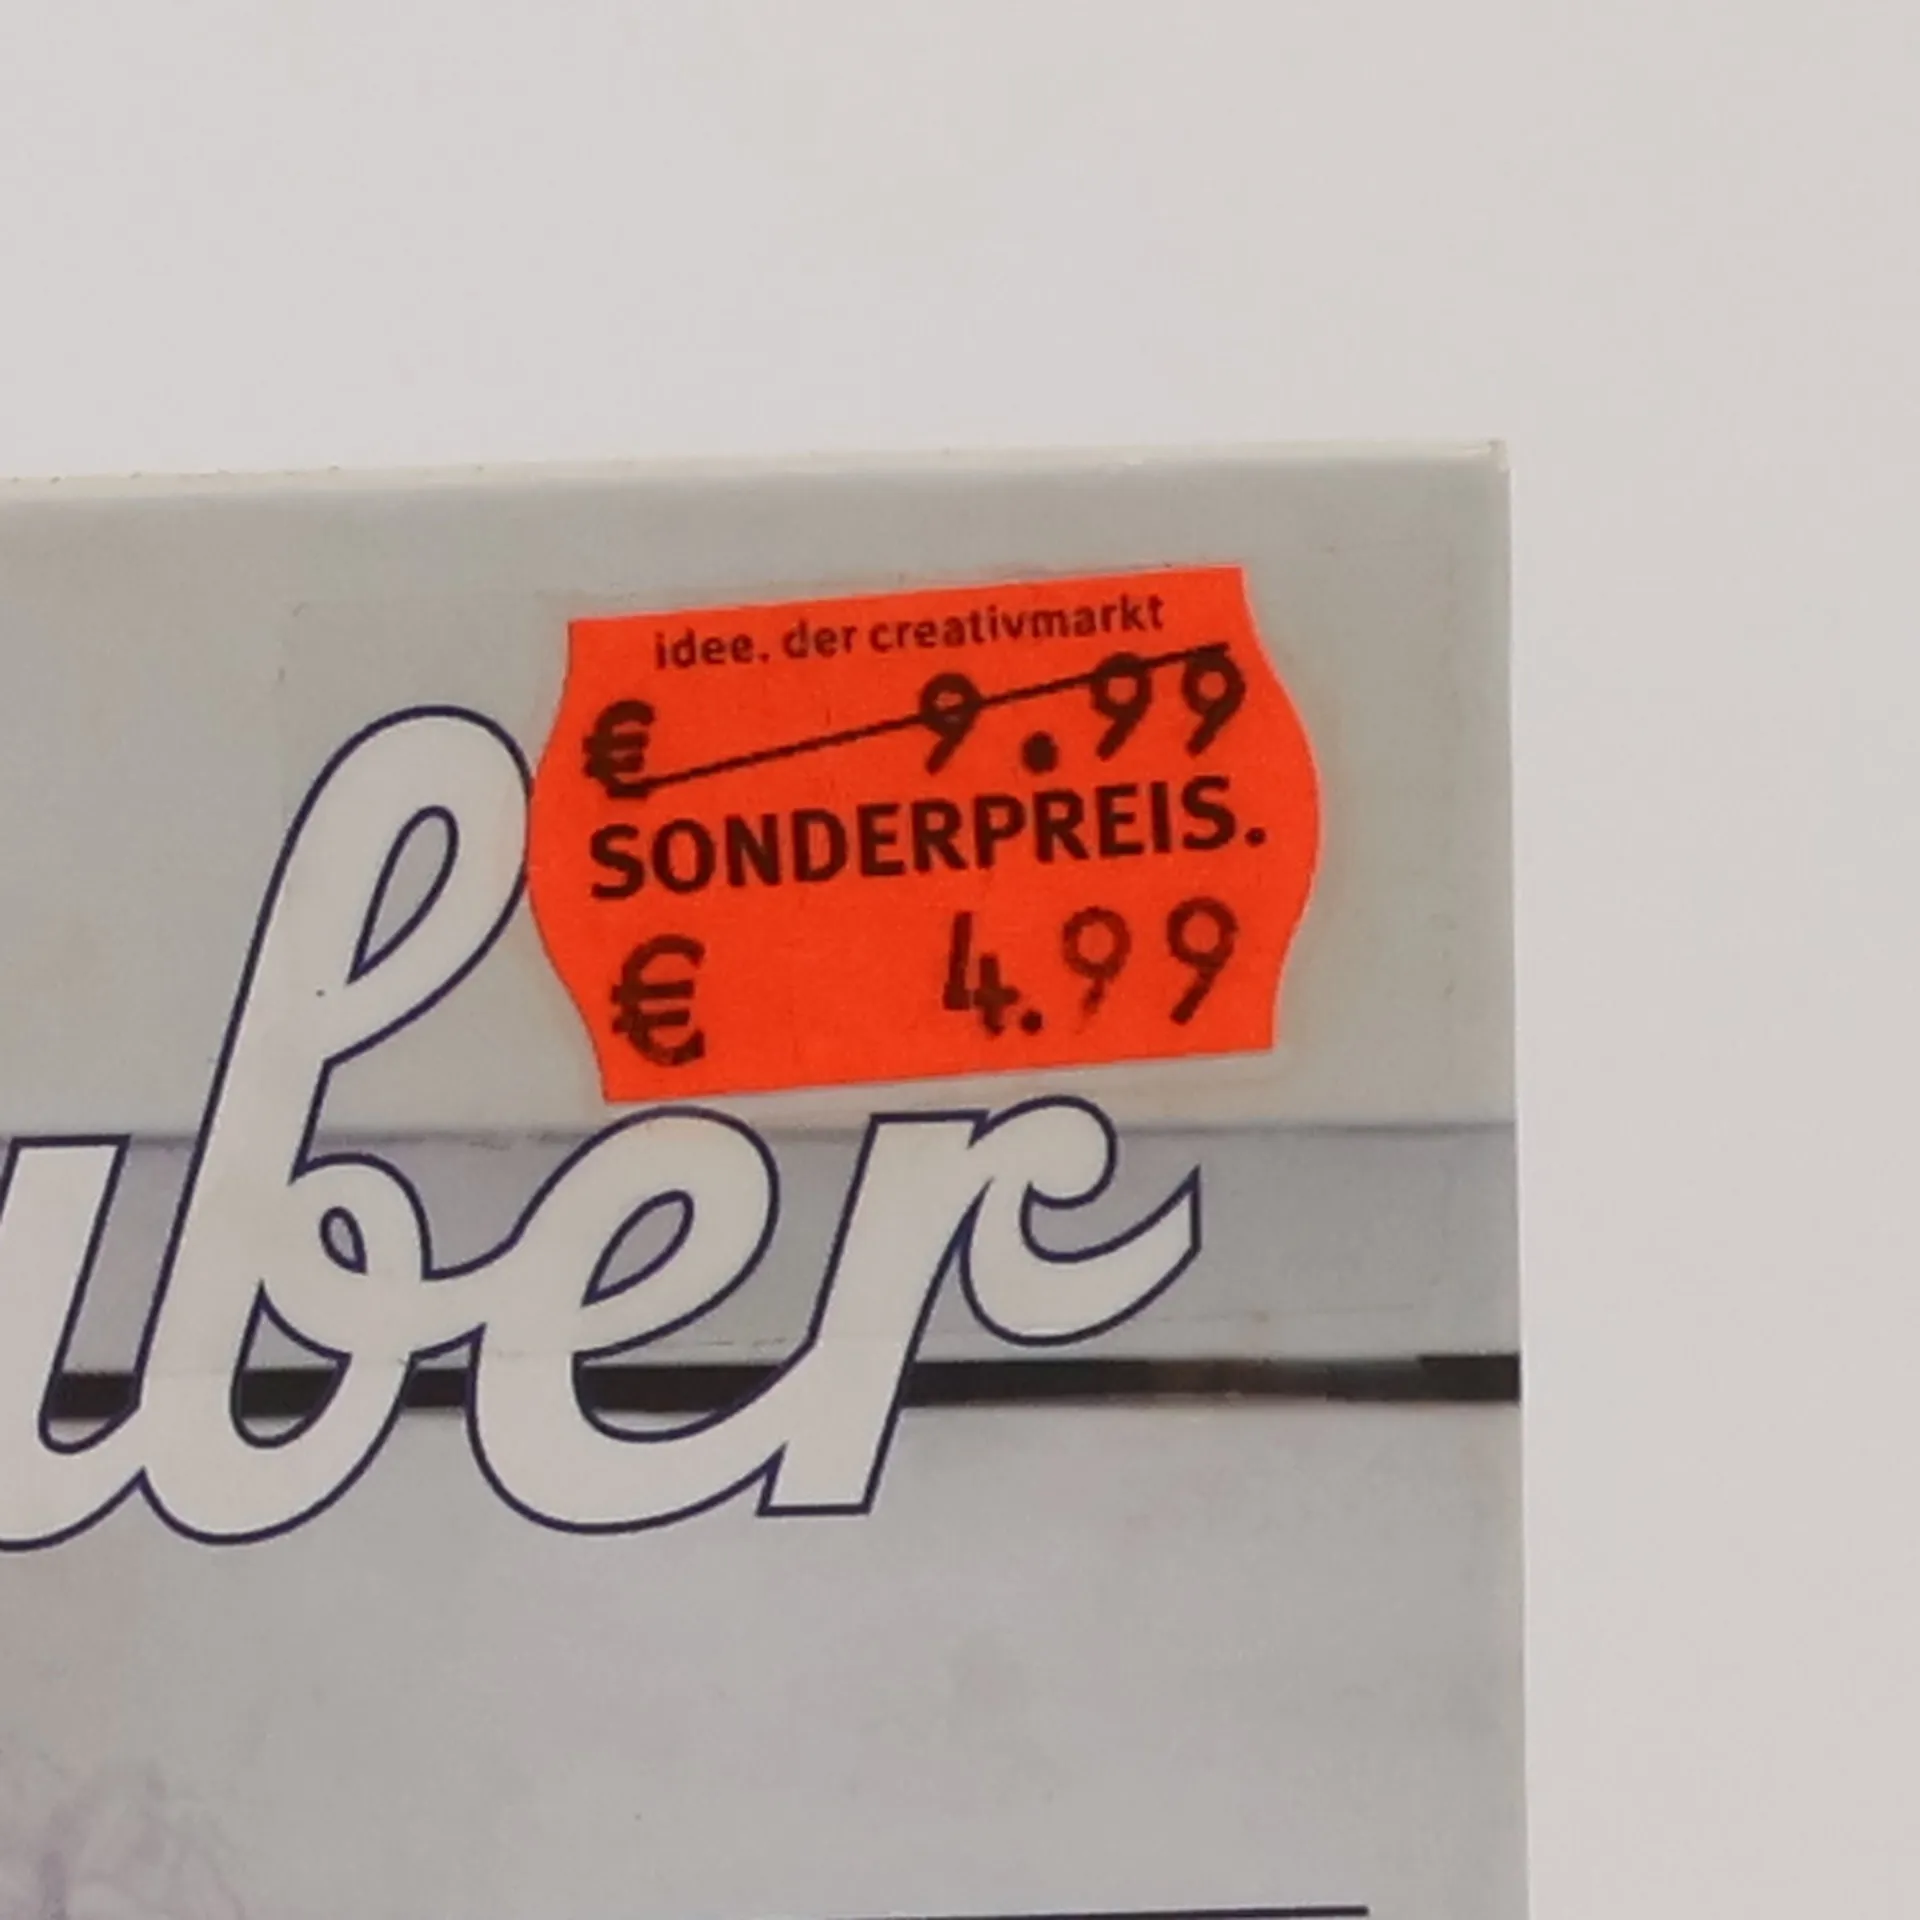 idee. der creativmarkt
€ 9.99
SONDERPREIS.
€ 4.99
uber